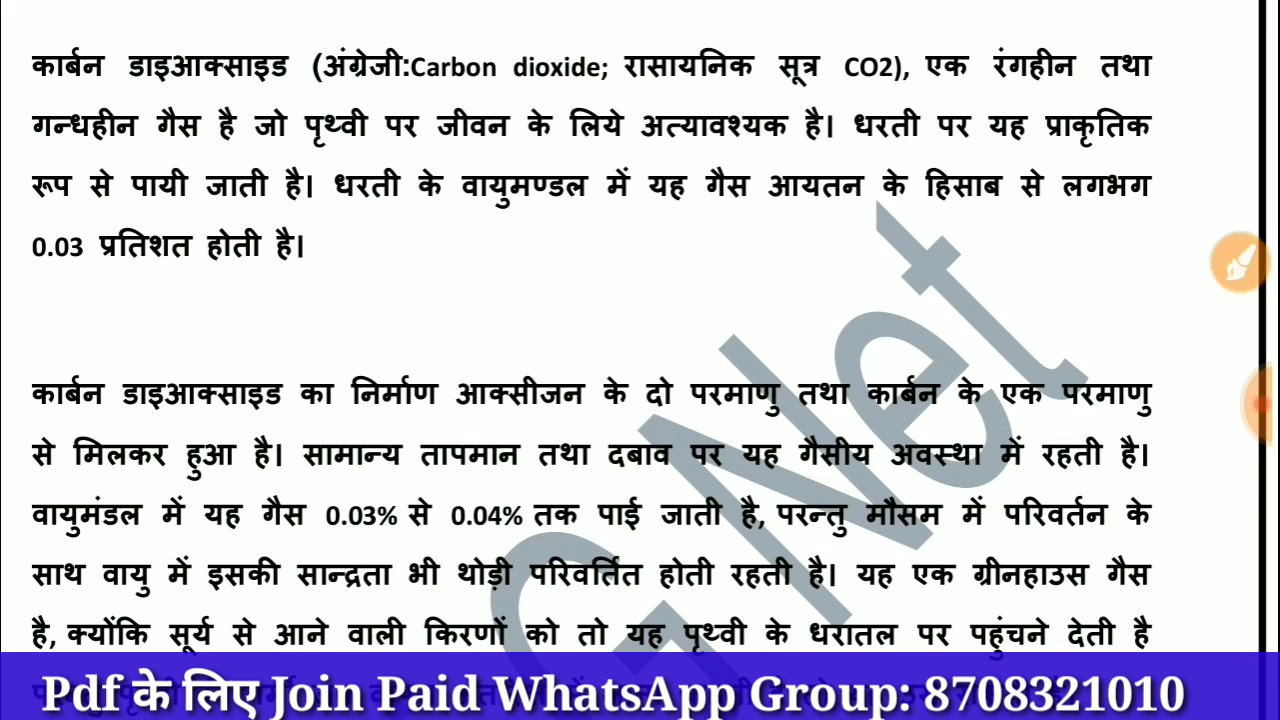 कार्बन डाइआक्साइड (अंग्रेजी:Carbon dioxide; रासायनिक सूत्र CO2), एक रंगहीन तथा
गन्धहीन गैस है जो पृथ्वी पर जीवन के लिये अत्यावश्यक है। धरती पर यह प्राकृतिक
रूप से पायी जाती है। धरती के वायुमण्डल में यह गैस आयतन के हिसाब से लगभग
0.03 प्रतिशत होती है।
कार्बन डाइआक्साइड का निर्माण आक्सीजन के दो परमाणु तथा कार्बन के एक परमाणु
से मिलकर हुआ है। सामान्य तापमान तथा दबाव पर यह गैसीय अवस्था में रहती है।
वायुमंडल में यह गैस 0.03% से 0.04% तक पाई जाती है, परन्तु मौसम में परिवर्तन के
साथ वायु में इसकी सान्द्रता भी थोड़ी परिवर्तित होती रहती है। यह एक ग्रीनहाउस गैस
है, क्योंकि सूर्य से आने वाली किरणों को तो यह पृथ्वी के धरातल पर पहुंचने देती है
Pdf के लिए Join Paid WhatsApp Group: 8708321010
G Net